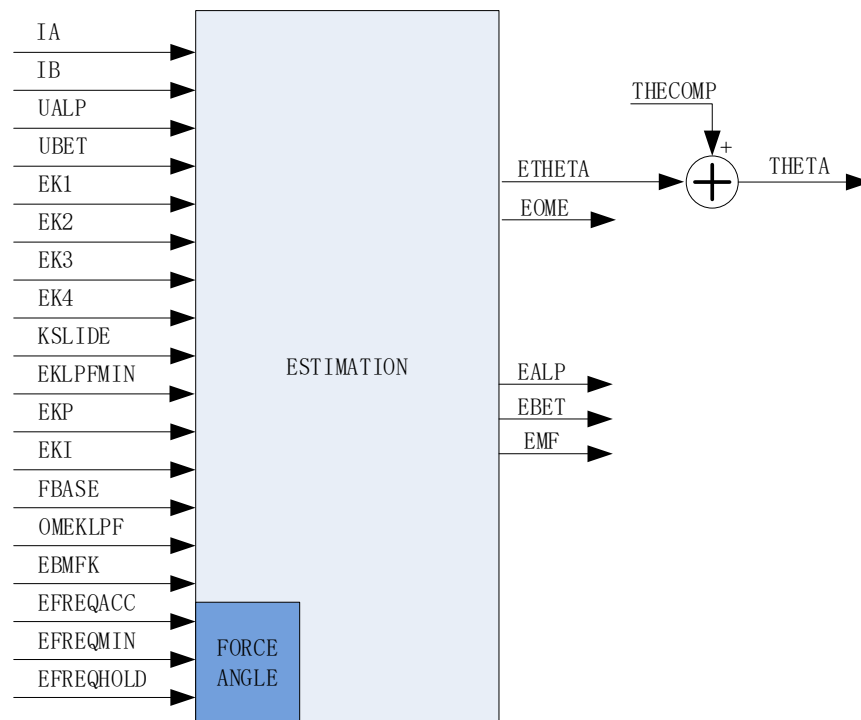 IA
IB
UALP
UBET
EK1
EK2
EK3
EK4
KSLIDE
EKLPFMIN
EKP
EKI
FBASE
OMEKLPF
EBMFK
EFREQACC
EFREQMIN
EFREQHOLD
FORCE
ANGLE
ESTIMATION
THECOMP
+
ETHETA
THETA
EOME
EALP
EBET
EMF